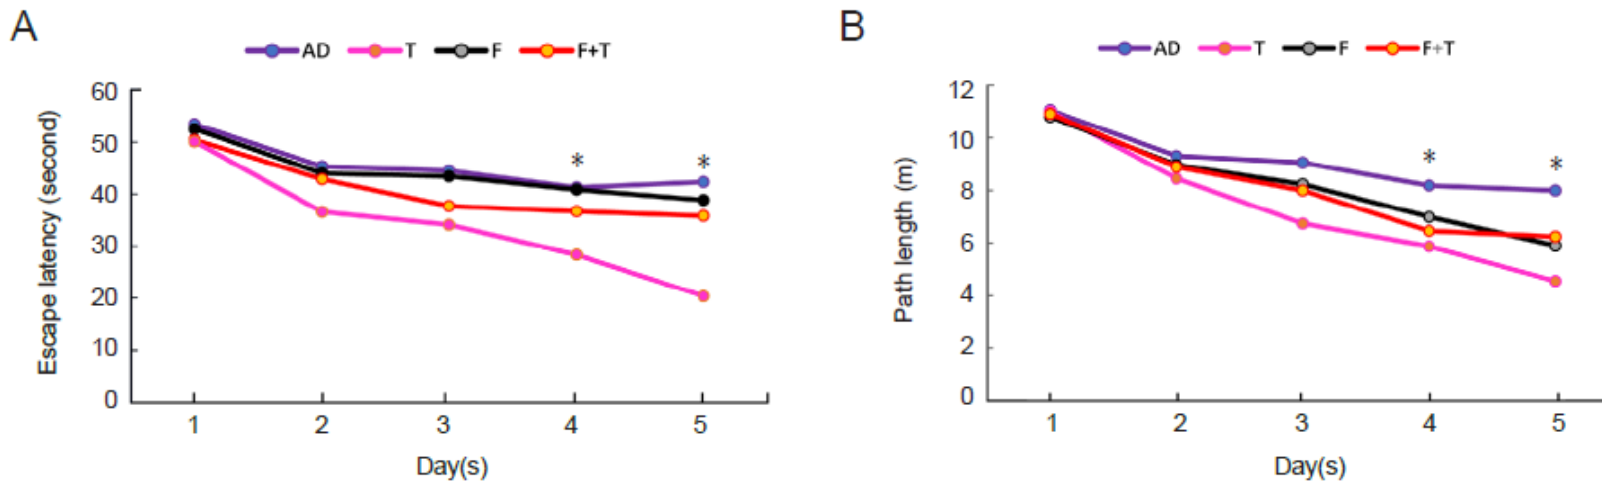 A
AD T F F+T
60
50
40
30
20
10
0
Escape latency (second)
* *
1 2 3 4 5
Day(s)
B
AD T F F+T
12
10
8
6
4
2
0
Path length (m)
* *
1 2 3 4 5
Day(s)